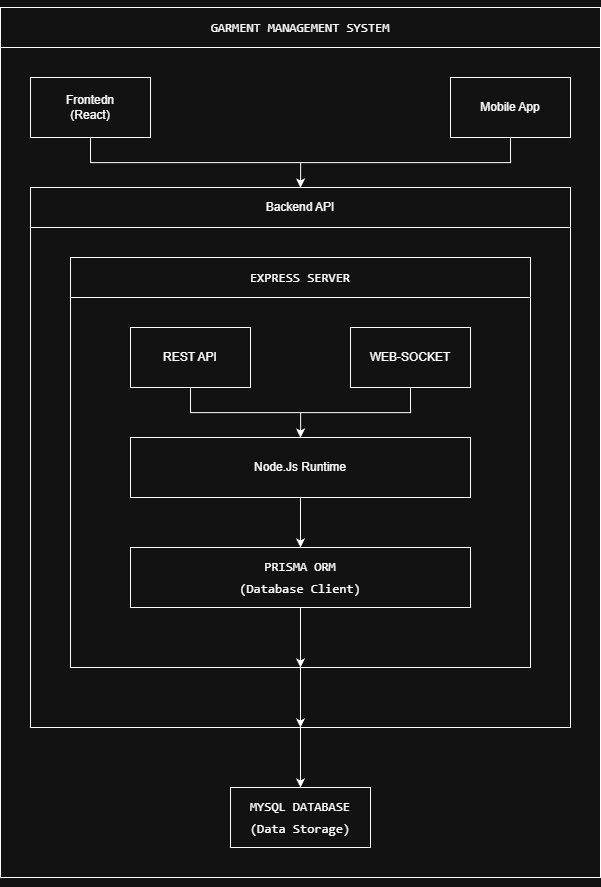 GARMENT MANAGEMENT SYSTEM
Frontedn
(React)
Mobile App
Backend API
EXPRESS SERVER
REST API
WEB-SOCKET
Node.Js Runtime
PRISMA ORM
(Database Client)
MYSQL DATABASE
(Data Storage)